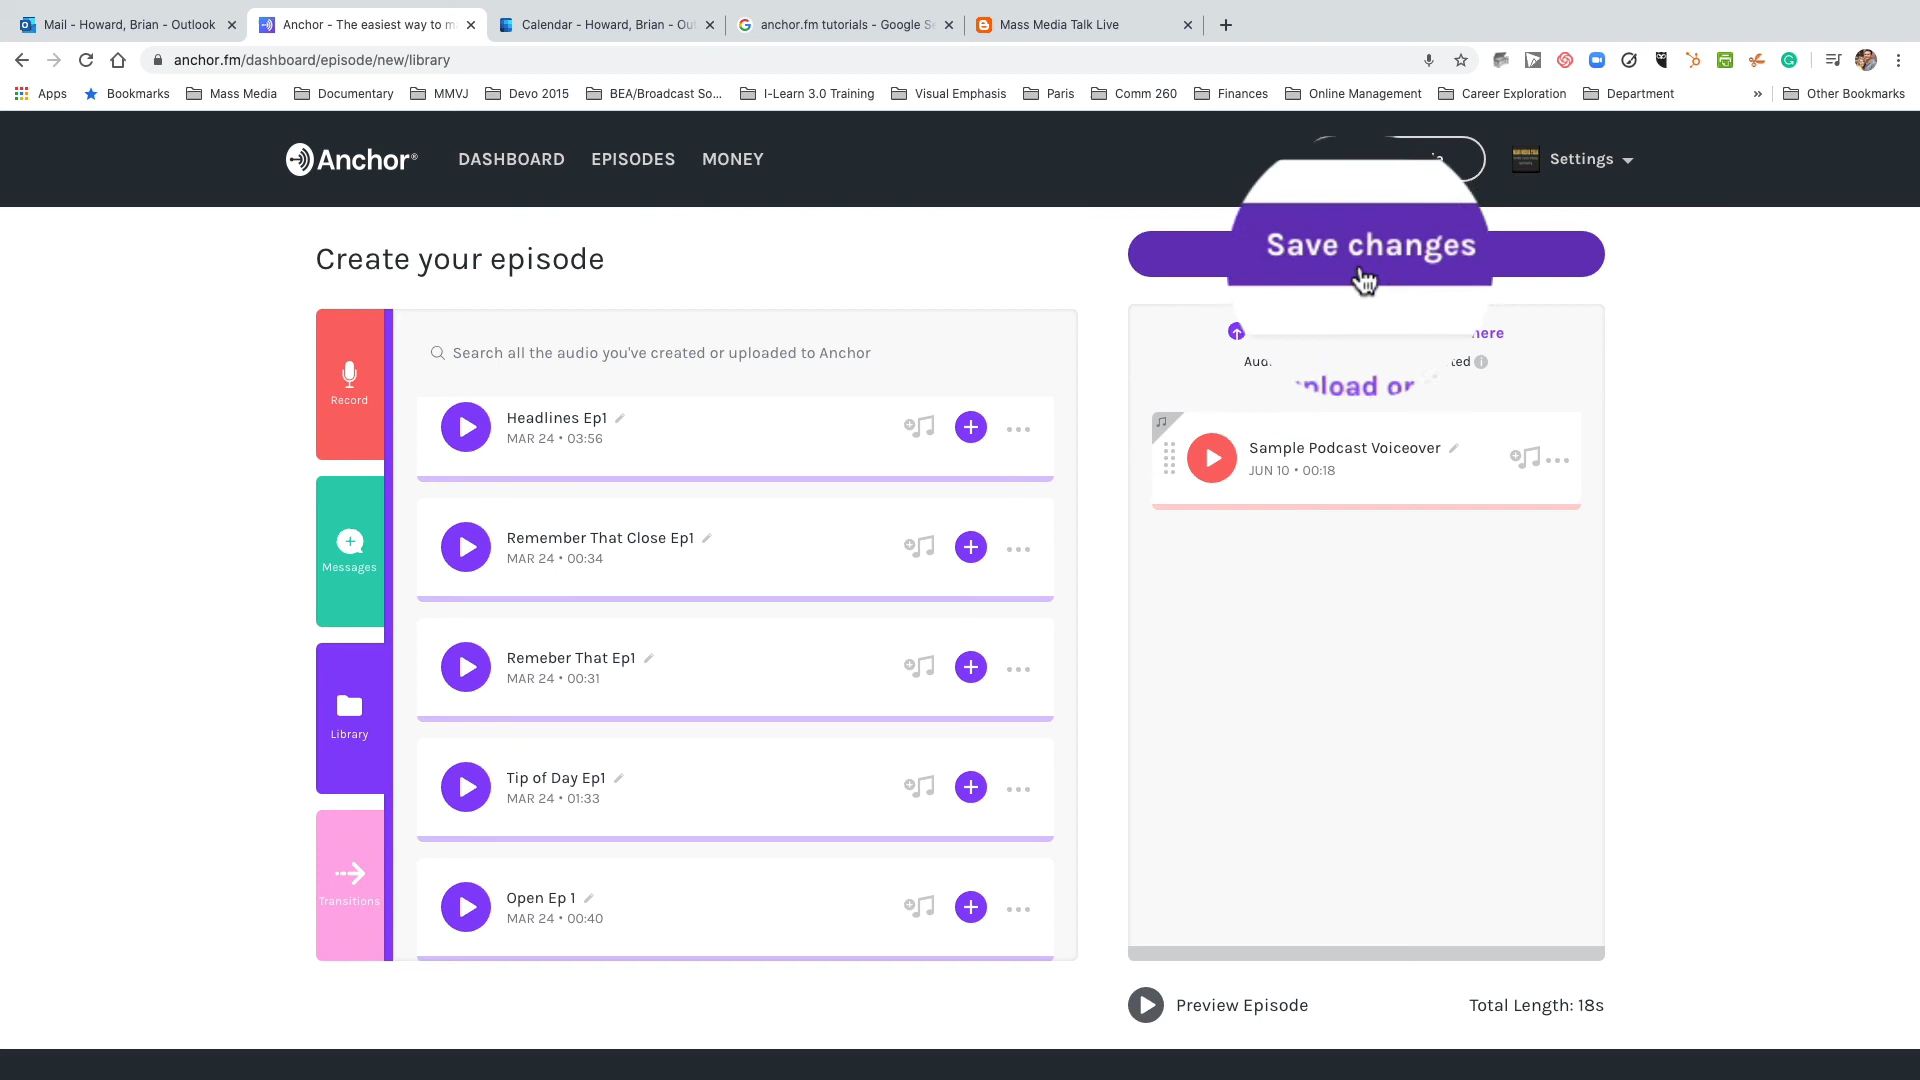 Mail - Howard, Brian - Outlook
Anchor - The easiest way to m
Calendar - Howard, Brian - Out
anchor.fm tutorials - Google Se
Mass Media Talk Live
anchor.fm/dashboard/episode/new/library
Apps Bookmarks Mass Media Documentary MMVJ Devo 2015 BEA/Broadcast So... I-Learn 3.0 Training Visual Emphasis Paris Comm 260 Finances Online Management Career Exploration Department » Other Bookmarks
Anchor DASHBOARD EPISODES MONEY Settings
Create your episode
Save changes
Search all the audio you've created or uploaded to Anchor
here
Record
Headlines Ep1
MAR 24 • 03:56
Sample Podcast Voiceover
JUN 10 • 00:18
Messages
Remember That Close Ep1
MAR 24 • 00:34
Remeber That Ep1
MAR 24 • 00:31
Library
Tip of Day Ep1
MAR 24 • 01:33
Transitions
Open Ep 1
MAR 24 • 00:40
Preview Episode
Total Length: 18s